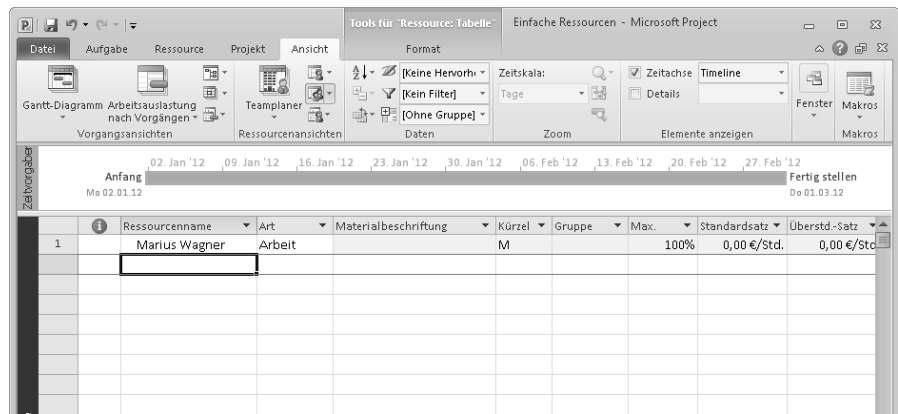 Tools für "Ressource: Tabelle" Einfache Ressourcen - Microsoft Project
Datei Aufgabe Ressource Projekt Ansicht Format
[Keine Hervorh Zeitskala: Zeitachse Timeline
Gantt-Diagramm Arbeitsauslastung nach Vorgängen Teamplaner [Kein Filter] Tage Details Fenster Makros
[Ohne Gruppe]
Vorgangsansichten Ressourcenansichten Daten Zoom Elemente anzeigen Makros
Zeitvorgaben
02. Jan '12 09. Jan '12 16. Jan '12 23. Jan '12 30. Jan '12 06. Feb '12 13. Feb '12 20. Feb '12 27. Feb '12
Anfang Fertig stellen
Mo 02.01.12 Do 01.03.12
Ressourcenname Art Materialbeschriftung Kürzel Gruppe Max. Standardsatz Überstd.-Satz
1 Marius Wagner Arbeit M 100% 0,00 €/Std. 0,00 €/Std